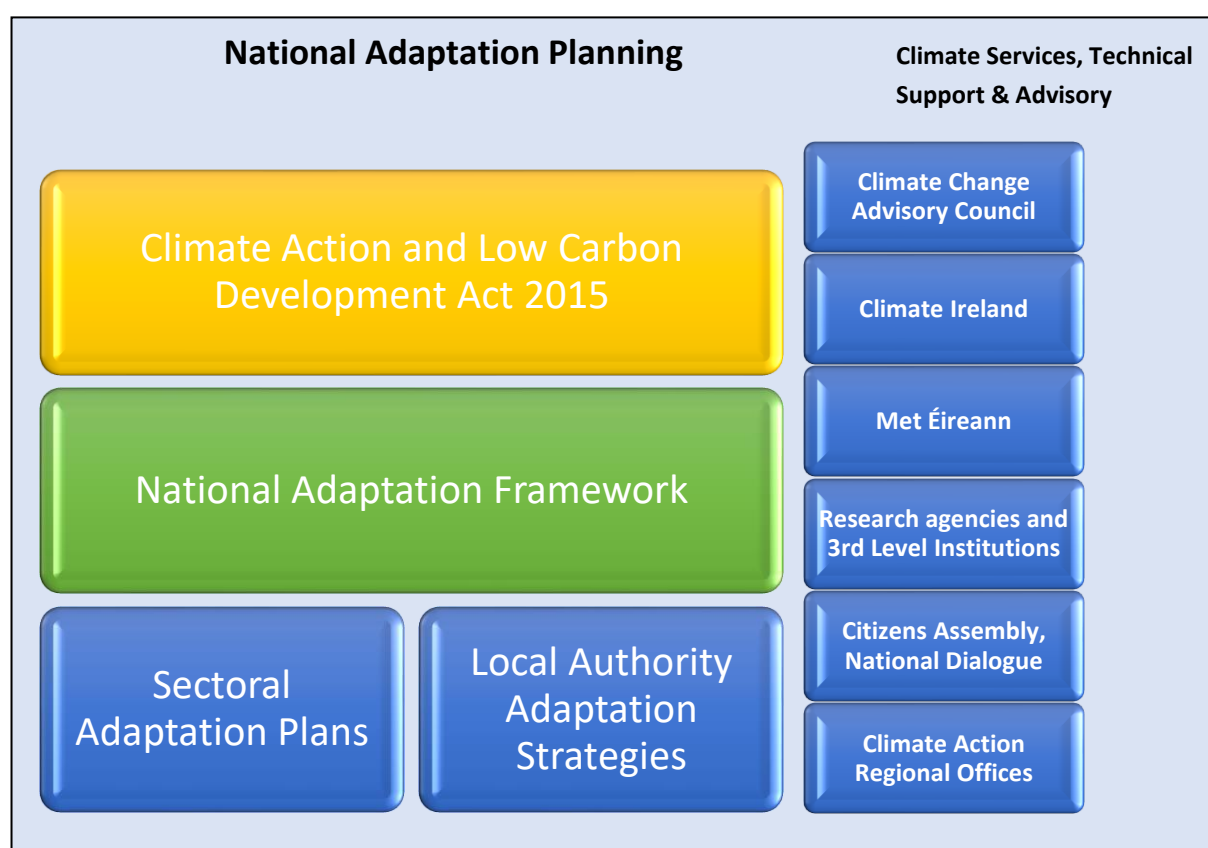 National Adaptation Planning
Climate Services, Technical
Support & Advisory
Climate Action and Low Carbon
Development Act 2015
National Adaptation Framework
Sectoral
Adaptation Plans
Local Authority
Adaptation
Strategies
Climate Change
Advisory Council
Climate Ireland
Met Éireann
Research agencies and
3rd Level Institutions
Citizens Assembly,
National Dialogue
Climate Action
Regional Offices